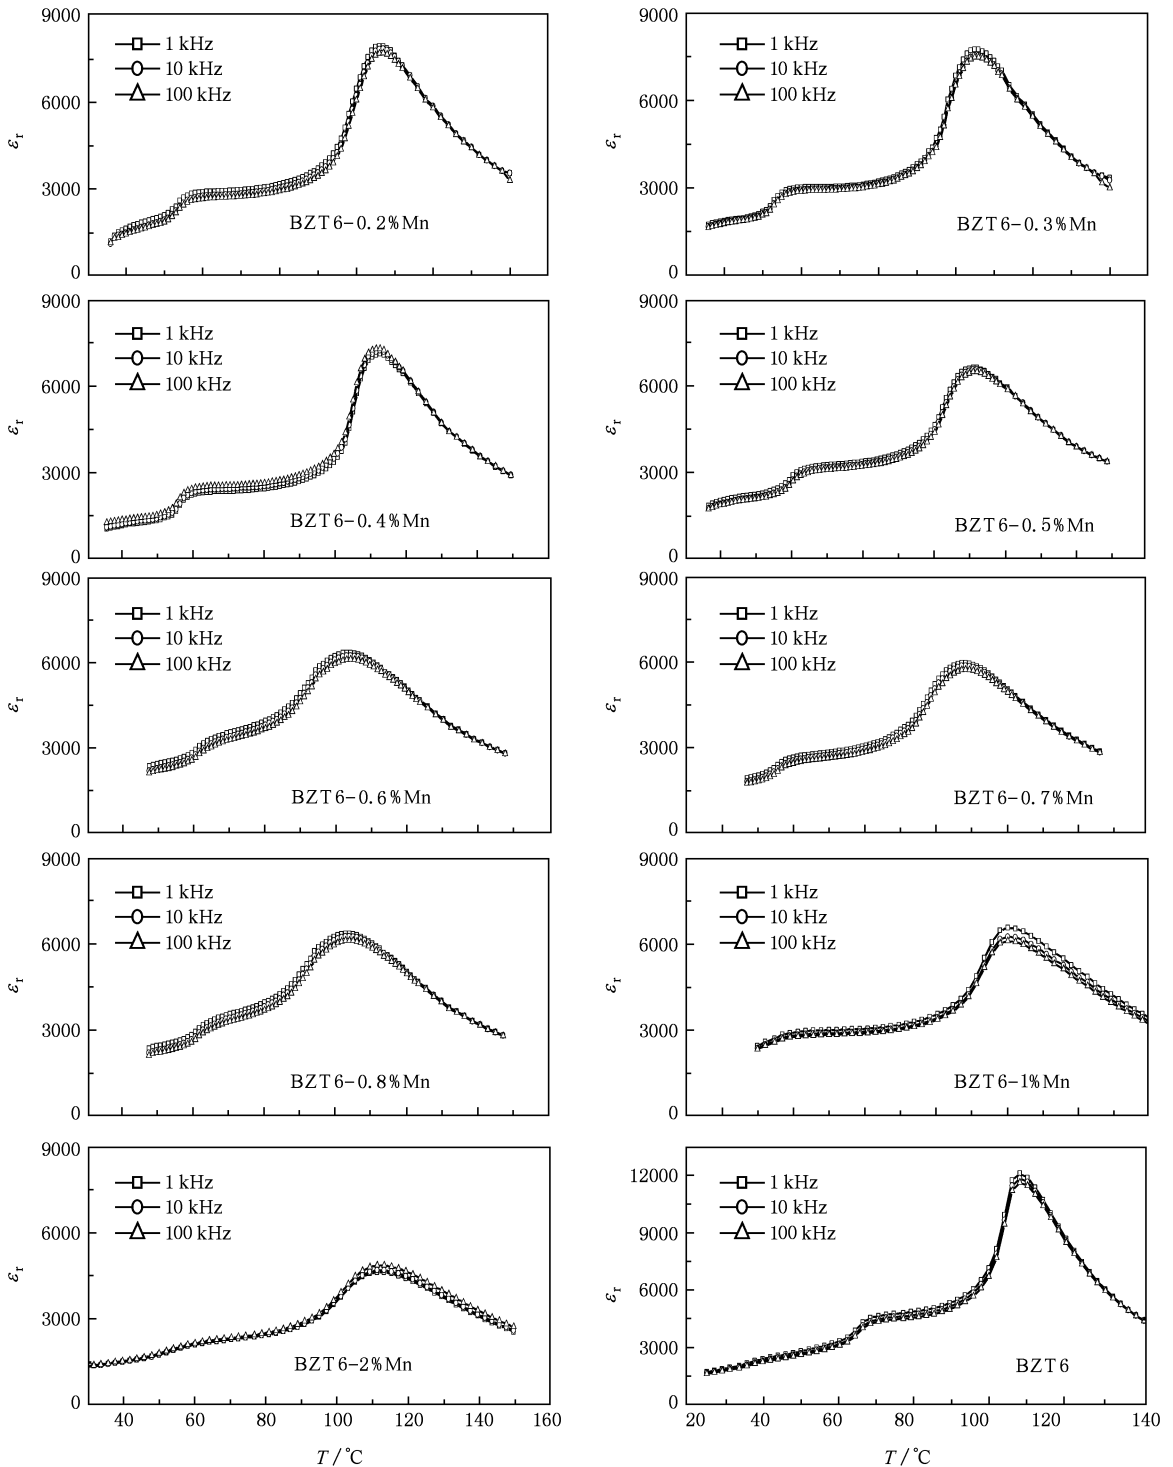 9000
6000
3000
0
εr
1 kHz
10 kHz
100 kHz
BZT6-0.2%Mn
9000
6000
3000
0
εr
1 kHz
10 kHz
100 kHz
BZT6-0.3%Mn
9000
6000
3000
0
εr
1 kHz
10 kHz
100 kHz
BZT6-0.4%Mn
9000
6000
3000
0
εr
1 kHz
10 kHz
100 kHz
BZT6-0.5%Mn
9000
6000
3000
0
εr
1 kHz
10 kHz
100 kHz
BZT6-0.6%Mn
9000
6000
3000
0
εr
1 kHz
10 kHz
100 kHz
BZT6-0.7%Mn
9000
6000
3000
0
εr
1 kHz
10 kHz
100 kHz
BZT6-0.8%Mn
9000
6000
3000
0
εr
1 kHz
10 kHz
100 kHz
BZT6-1%Mn
9000
6000
3000
0
εr
1 kHz
10 kHz
100 kHz
BZT6-2%Mn
40 60 80 100 120 140 160
T/℃
12000
9000
6000
3000
0
εr
1 kHz
10 kHz
100 kHz
BZT6
20 40 60 80 100 120 140
T/℃